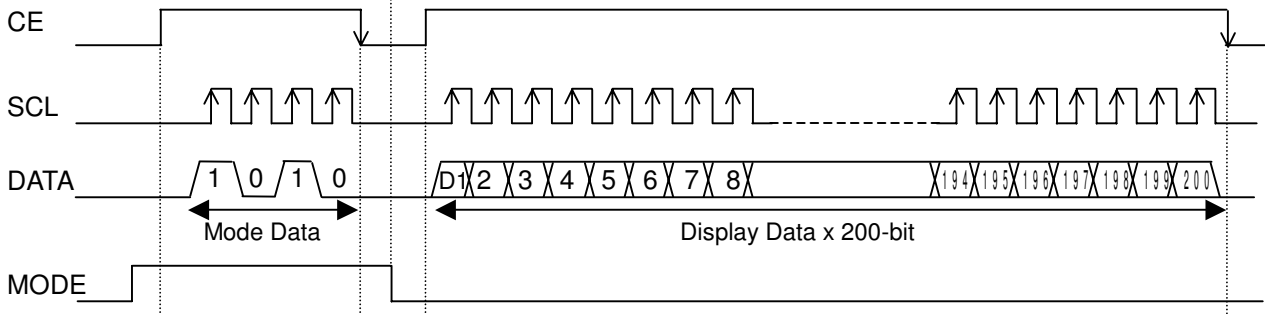 CE
SCL
DATA 1 0 1 0 D1 2 3 4 5 6 7 8 194 195 196 197 198 199 200
Mode Data Display Data x 200-bit
MODE